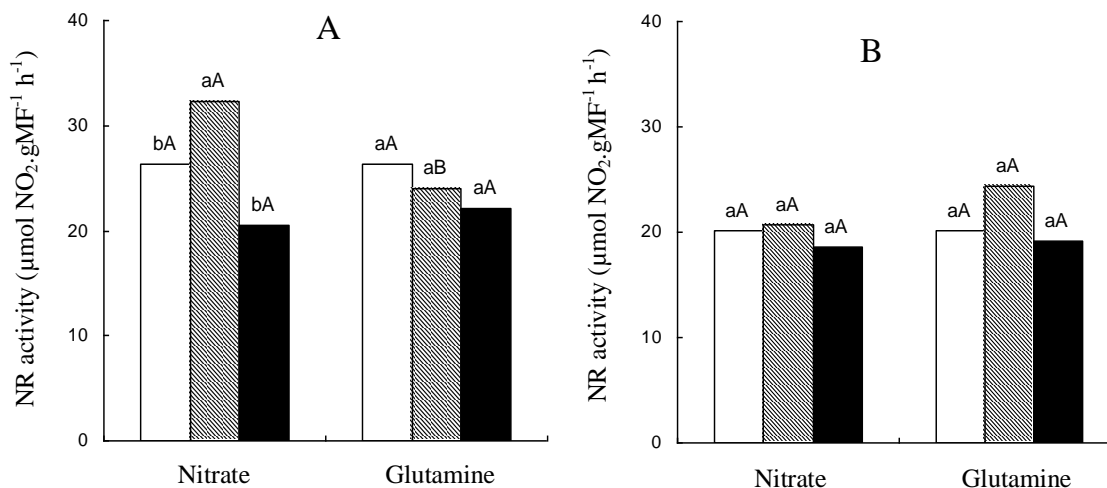 A
NR activity (µmol NO₂.gMF⁻¹ h⁻¹)
40
30
20
10
0
bA
aA
bA
aA
aB
aA
Nitrate
Glutamine
B
NR activity (µmol NO₂.gMF⁻¹ h⁻¹)
40
30
20
10
0
aA
aA
aA
aA
aA
aA
Nitrate
Glutamine